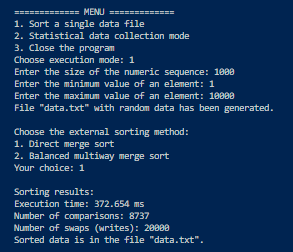 ============= MENU =============
1. Sort a single data file
2. Statistical data collection mode
3. Close the program
Choose execution mode: 1
Enter the size of the numeric sequence: 1000
Enter the minimum value of an element: 1
Enter the maximum value of an element: 10000
File "data.txt" with random data has been generated.

Choose the external sorting method:
1. Direct merge sort
2. Balanced multiway merge sort
Your choice: 1

Sorting results:
Execution time: 372.654 ms
Number of comparisons: 8737
Number of swaps (writes): 20000
Sorted data is in the file "data.txt".